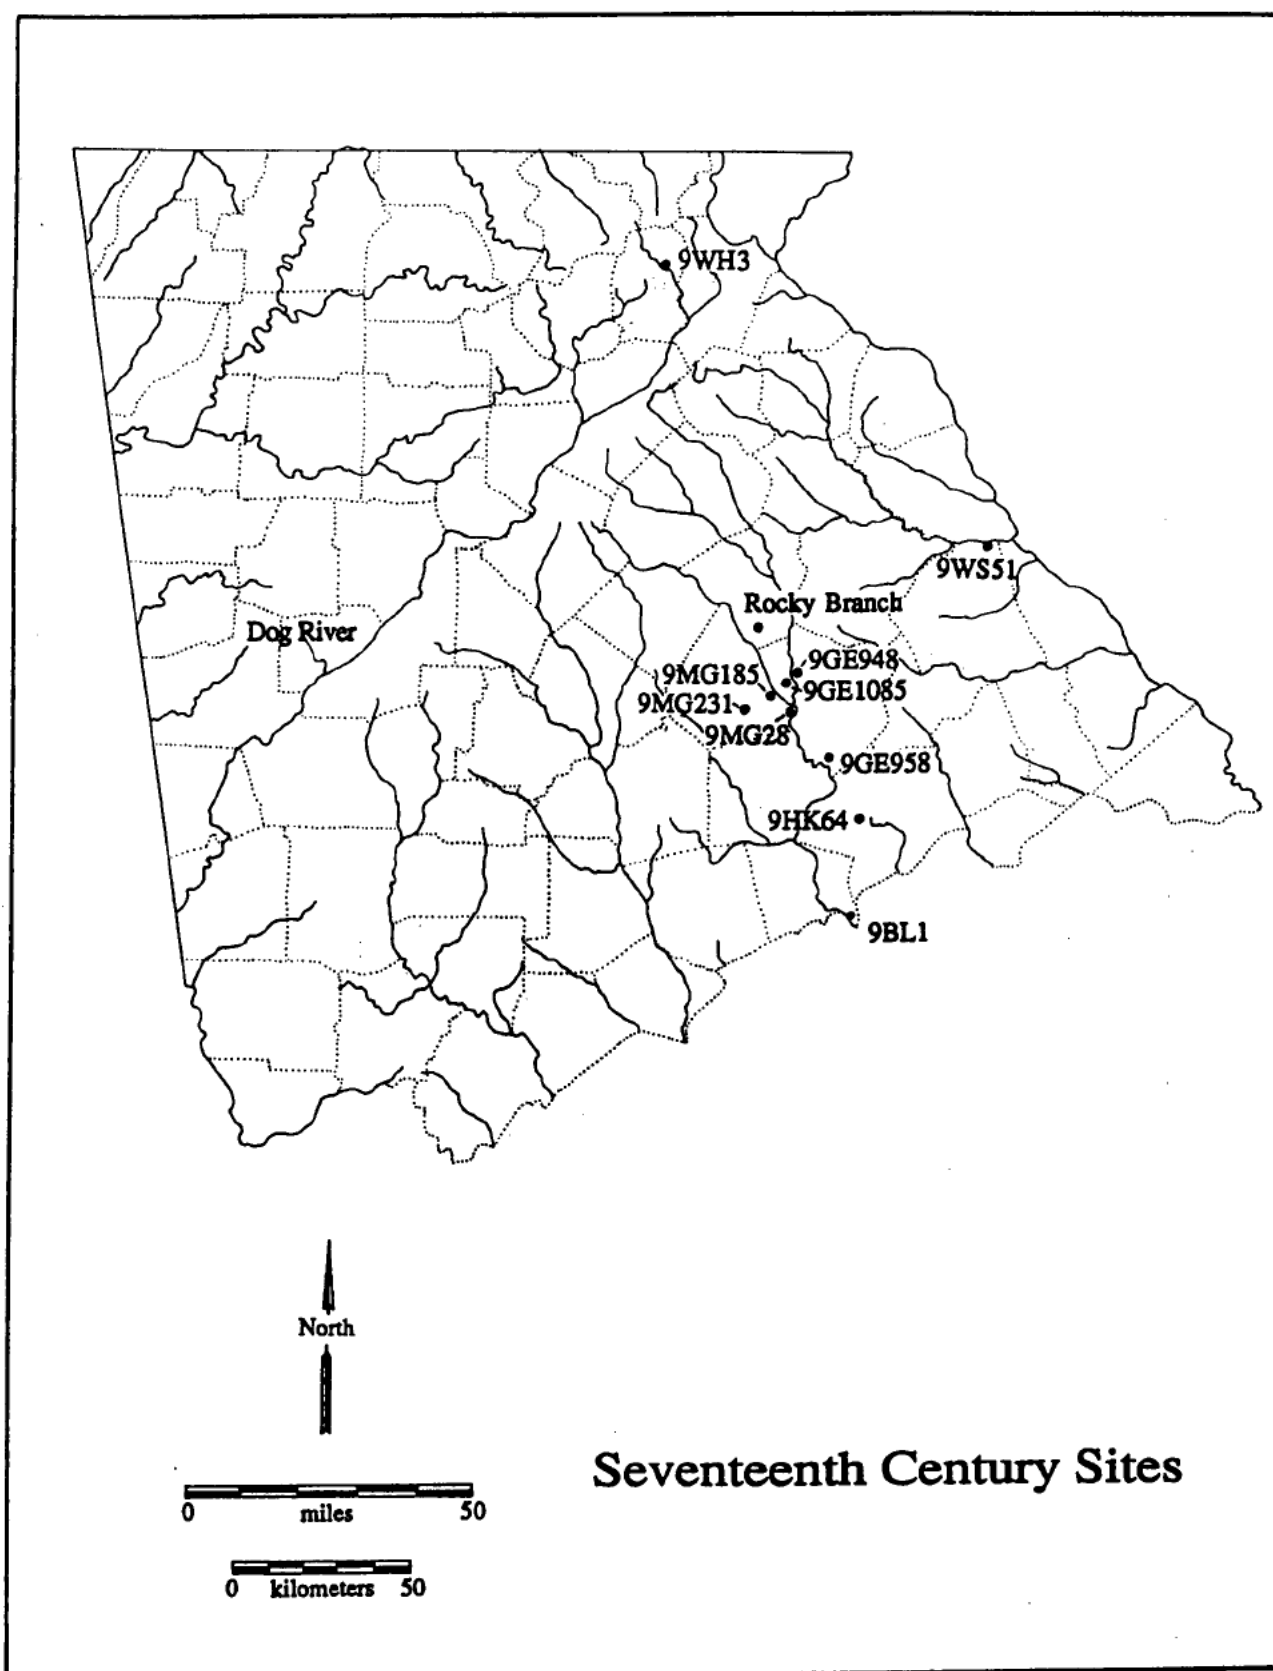 9WH3
9WS51
Rocky Branch
Dog River
9GE948
9MG185
9GE1085
9MG231
9MG28
9GE958
9HK64
9BL1
North
Seventeenth Century Sites
0 miles 50
0 kilometers 50